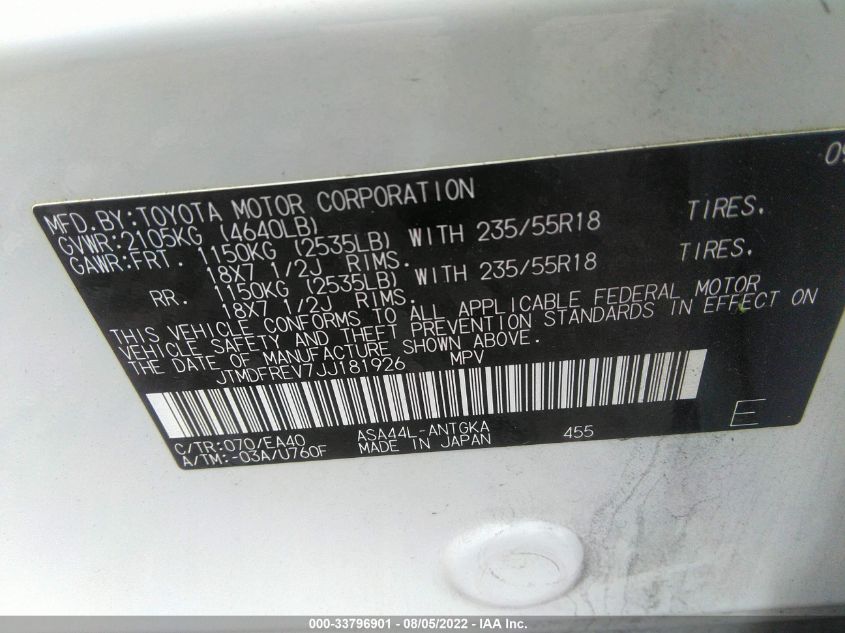 09
MFD.BY:TOYOTA MOTOR CORPORATION
GVWR:2105KG (4640LB)
GAWR:FRT. 1150KG (2535LB) WITH 235/55R18 TIRES.
18X7 1/2J RIMS.
RR. 1150KG (2535LB) WITH 235/55R18 TIRES.
18X7 1/2J RIMS.
THIS VEHICLE CONFORMS TO ALL APPLICABLE FEDERAL MOTOR
VEHICLE SAFETY AND THEFT PREVENTION STANDARDS IN EFFECT ON
THE DATE OF MANUFACTURE SHOWN ABOVE.
JTMDFREV7JJ181926 MPV
C/TR:070/EA40 ASA44L-ANTGKA 455 E
A/TM:-03A/U760F MADE IN JAPAN
000-33796901 - 08/05/2022 - IAA Inc.